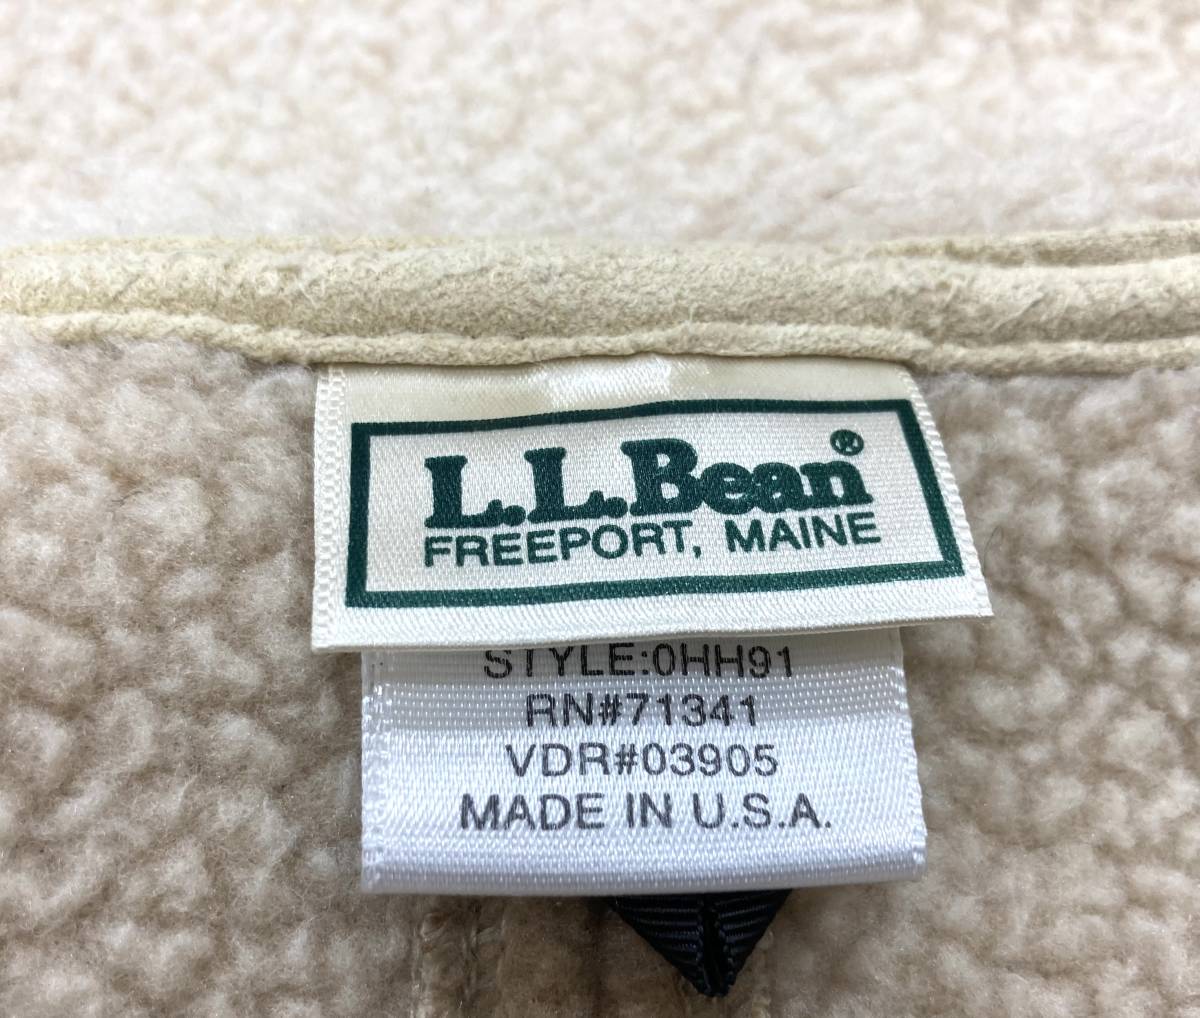 L.L.Bean®
FREEPORT, MAINE
STYLE:0HH91
RN#71341
VDR#03905
MADE IN U.S.A.